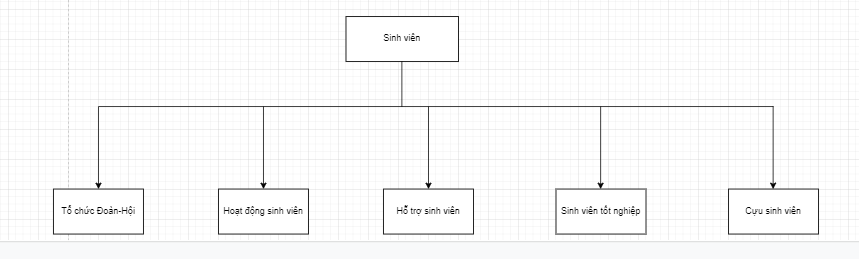 Sinh viên
Tổ chức Đoản-Hội
Hoạt động sinh viên
Hỗ trợ sinh viên
Sinh viên tốt nghiệp
Cựu sinh viên